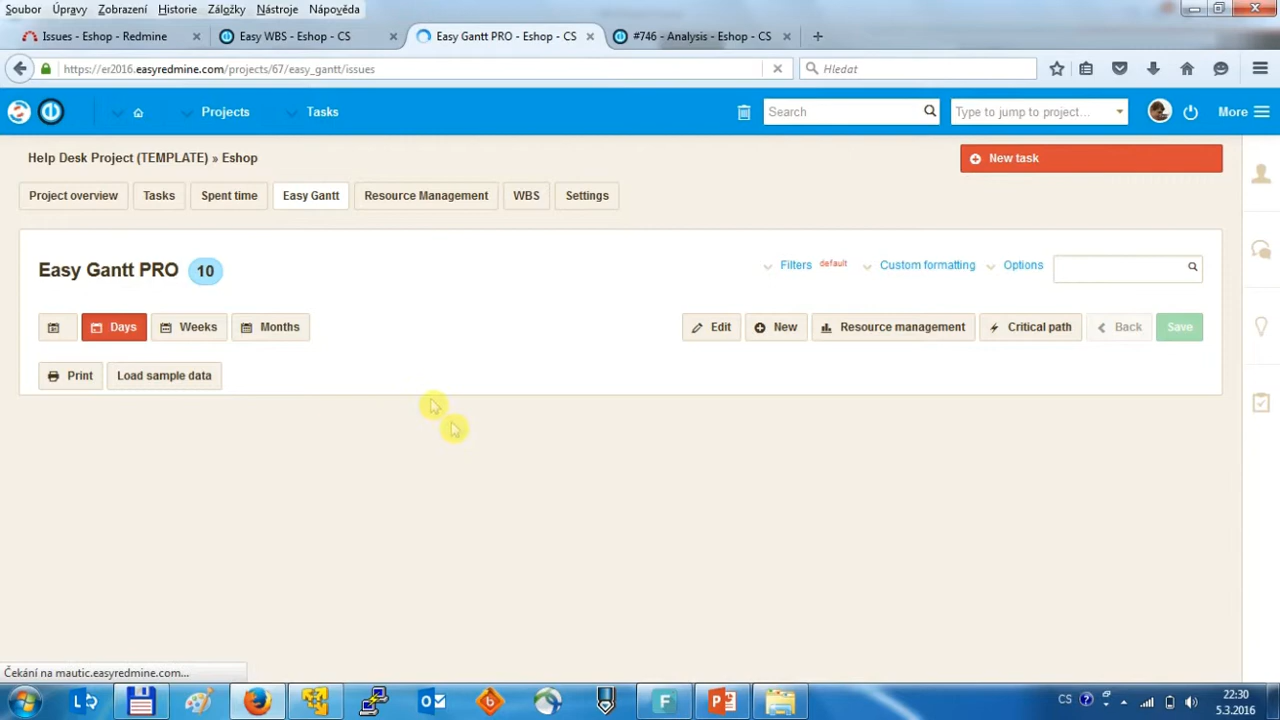 Soubor Úpravy Zobrazení Historie Záložky Nástroje Nápověda
Issues - Eshop - Redmine Easy WBS - Eshop - CS Easy Gantt PRO - Eshop - CS #746 - Analysis - Eshop - CS
https://er2016.easyredmine.com/projects/67/easy_gantt/issues Hledat
Projects Tasks Search Type to jump to project... More
Help Desk Project (TEMPLATE) » Eshop New task
Project overview Tasks Spent time Easy Gantt Resource Management WBS Settings
Easy Gantt PRO 10 Filters default Custom formatting Options
Days Weeks Months Edit New Resource management Critical path Back Save
Print Load sample data
Čekání na mautic.easyredmine.com...
CS 22:30
5.3.2016